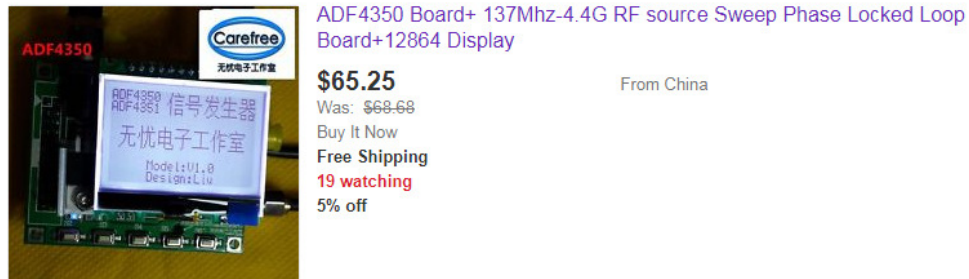 ADF4350
Carefree
无忧电子工作室
ADF4350
ADF4351 信号发生器
无忧电子工作室
Model:V1.0
Design:Liu
ADF4350 Board+ 137Mhz-4.4G RF source Sweep Phase Locked Loop
Board+12864 Display
$65.25
From China
Was: $68.68
Buy It Now
Free Shipping
19 watching
5% off